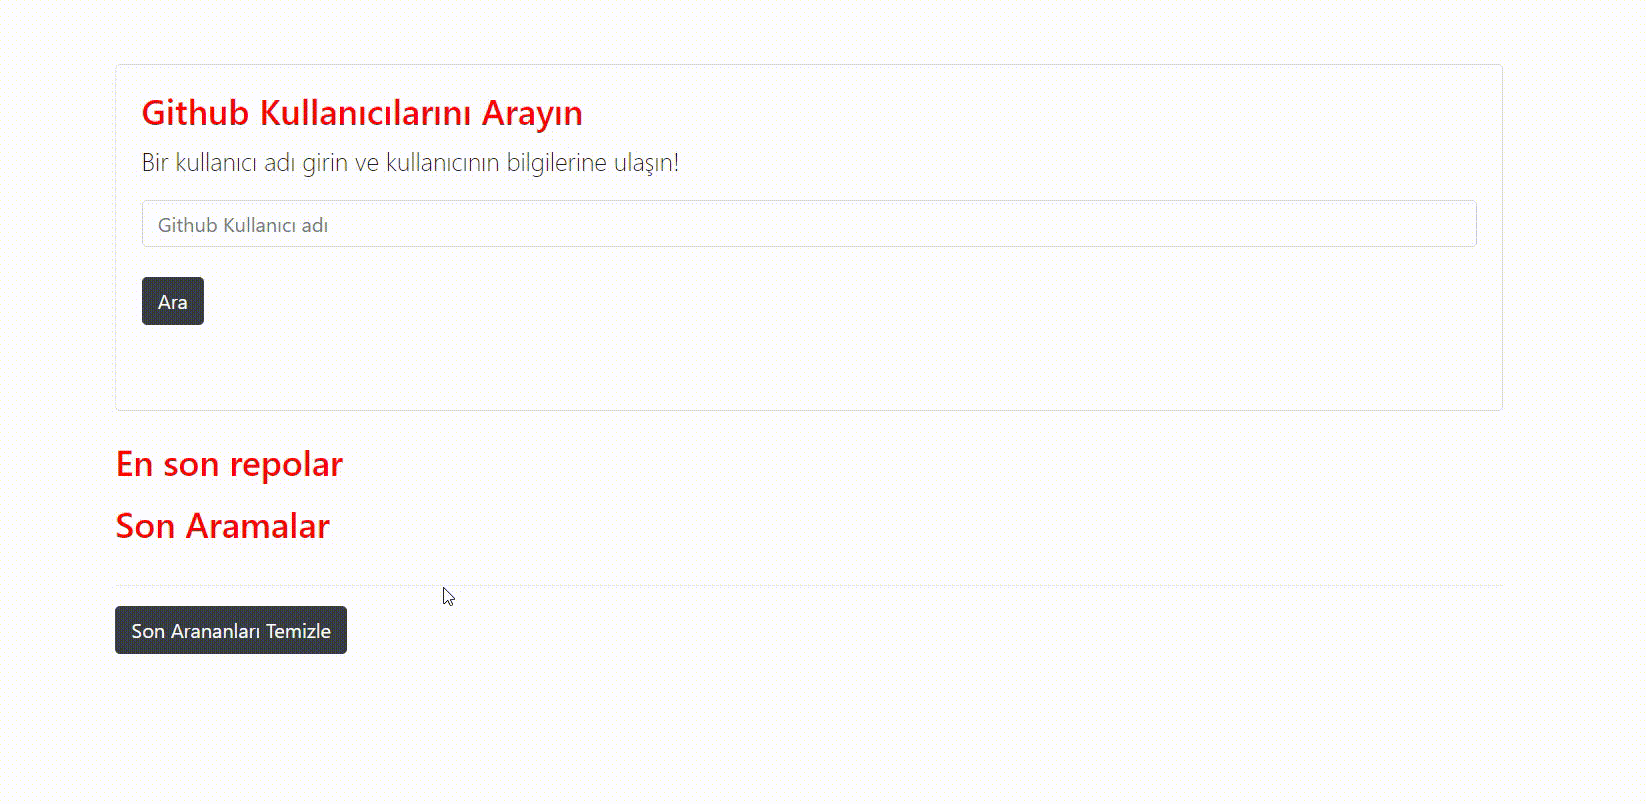 Github Kullanıcılarını Arayın
Bir kullanıcı adı girin ve kullanıcının bilgilerine ulaşın!
Github Kullanıcı adı
Ara
En son repolar
Son Aramalar
Son Arananları Temizle